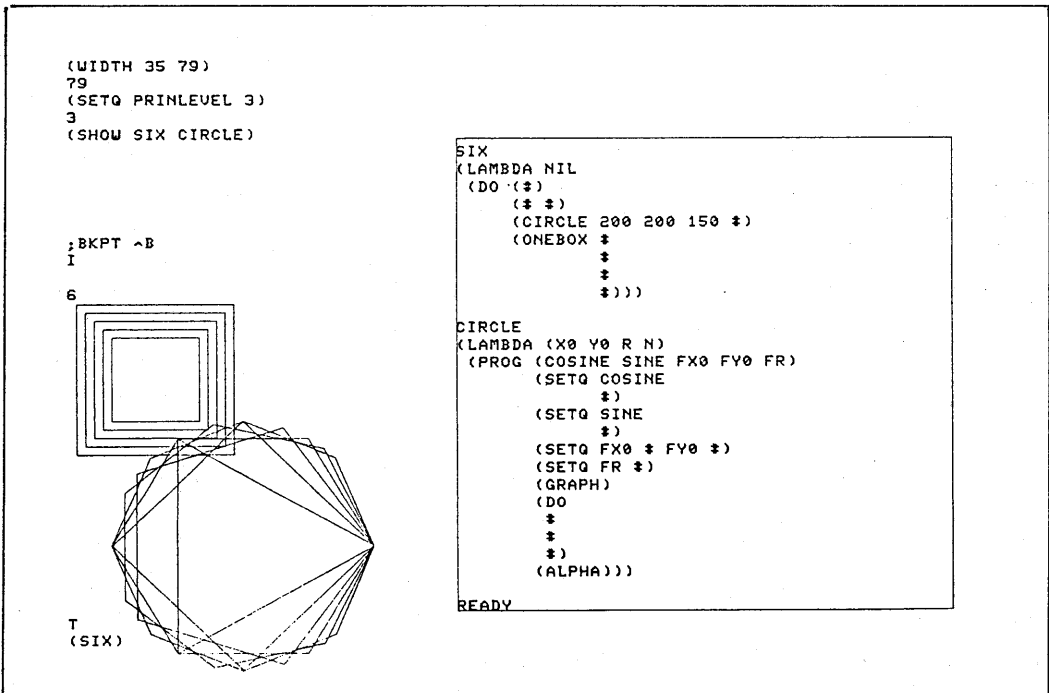 (WIDTH 35 79)
79
(SETQ PRINLEVEL 3)
3
(SHOW SIX CIRCLE)
;BKPT ^B
I
6
T
(SIX)
SIX
(LAMBDA NIL
(DO (‡)
(‡ ‡)
(CIRCLE 200 200 150 ‡)
(ONEBOX ‡
‡
‡
‡)))
CIRCLE
(LAMBDA (X0 Y0 R N)
(PROG (COSINE SINE FX0 FY0 FR)
(SETQ COSINE
‡)
(SETQ SINE
‡)
(SETQ FX0 ‡ FY0 ‡)
(SETQ FR ‡)
(GRAPH)
(DO
‡
‡
‡)
(ALPHA)))
READY